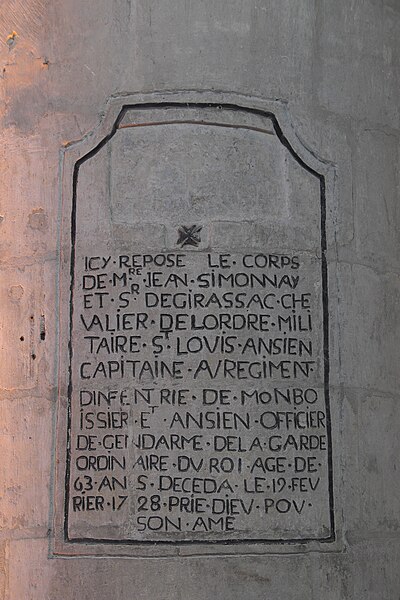 ICY·REPOSE LE·CORPS
DE·MRE·JEAN·SIMONNAY
ET·SR DEGIRASSAC·CHE
VALIER·DELORDRE·MILI
TAIRE·ST LOVIS·ANSIEN
CAPITAINE·AVREGIMENT
DINFENTRIE·DE·MONBO
ISSIER·ET ANSIEN·OFFICIER
DE·GENDARME·DELA·GARDE
ORDINAIRE·DV·ROI·AGE·DE·
63·ANS·DECEDA·LE·19·FEV
RIER·1728·PRIE·DIEV·POV·
SON·AME